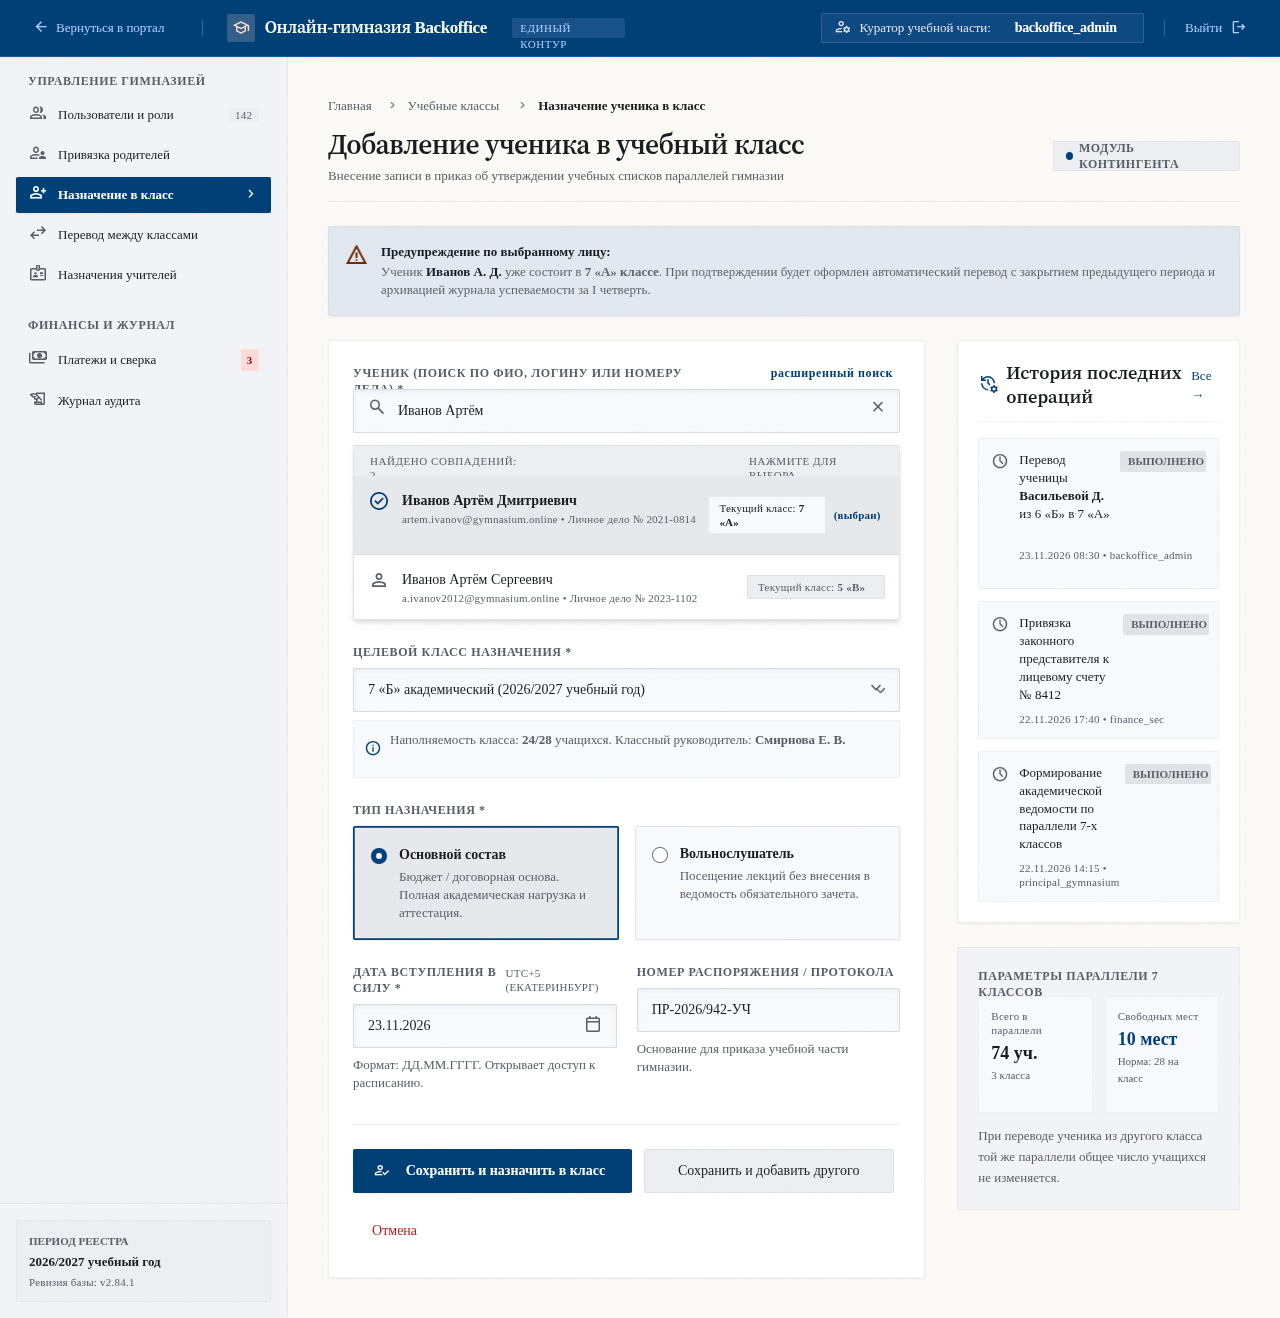 Вернуться в портал
Онлайн-гимназия Backoffice
ЕДИНЫЙ
КОНТУР
Куратор учебной части: backoffice_admin
Выйти
УПРАВЛЕНИЕ ГИМНАЗИЕЙ
Пользователи и роли 142
Привязка родителей
Назначение в класс
Перевод между классами
Назначения учителей
ФИНАНСЫ И ЖУРНАЛ
Платежи и сверка 3
Журнал аудита
ПЕРИОД РЕЕСТРА
2026/2027 учебный год
Ревизия базы: v2.84.1
Главная Учебные классы Назначение ученика в класс
Добавление ученика в учебный класс
Внесение записи в приказ об утверждении учебных списков параллелей гимназии
МОДУЛЬ
КОНТИНГЕНТА
Предупреждение по выбранному лицу:
Ученик Иванов А. Д. уже состоит в 7 «А» классе. При подтверждении будет оформлен автоматический перевод с закрытием предыдущего периода и
архивацией журнала успеваемости за I четверть.
УЧЕНИК (ПОИСК ПО ФИО, ЛОГИНУ ИЛИ НОМЕРУ
ДЕЛА) *
расширенный поиск
Иванов Артём
НАЙДЕНО СОВПАДЕНИЙ:
2
НАЖМИТЕ ДЛЯ
ВЫБОРА
Иванов Артём Дмитриевич
artem.ivanov@gymnasium.online • Личное дело № 2021-0814
Текущий класс: 7
«А»
(выбран)
Иванов Артём Сергеевич
a.ivanov2012@gymnasium.online • Личное дело № 2023-1102
Текущий класс: 5 «В»
ЦЕЛЕВОЙ КЛАСС НАЗНАЧЕНИЯ *
7 «Б» академический (2026/2027 учебный год)
Наполняемость класса: 24/28 учащихся. Классный руководитель: Смирнова Е. В.
ТИП НАЗНАЧЕНИЯ *
Основной состав
Бюджет / договорная основа.
Полная академическая нагрузка и
аттестация.
Вольнослушатель
Посещение лекций без внесения в
ведомость обязательного зачета.
ДАТА ВСТУПЛЕНИЯ В
СИЛУ *
UTC+5
(ЕКАТЕРИНБУРГ)
23.11.2026
Формат: ДД.ММ.ГГГГ. Открывает доступ к
расписанию.
НОМЕР РАСПОРЯЖЕНИЯ / ПРОТОКОЛА
ПР-2026/942-УЧ
Основание для приказа учебной части
гимназии.
Сохранить и назначить в класс
Сохранить и добавить другого
Отмена
История последних
операций
Все
→
Перевод
ученицы
Васильевой Д.
из 6 «Б» в 7 «А»
ВЫПОЛНЕНО
23.11.2026 08:30 • backoffice_admin
Привязка
законного
представителя к
лицевому счету
№ 8412
ВЫПОЛНЕНО
22.11.2026 17:40 • finance_sec
Формирование
академической
ведомости по
параллели 7-х
классов
ВЫПОЛНЕНО
22.11.2026 14:15 •
principal_gymnasium
ПАРАМЕТРЫ ПАРАЛЛЕЛИ 7
КЛАССОВ
Всего в
параллели
74 уч.
3 класса
Свободных мест
10 мест
Норма: 28 на
класс
При переводе ученика из другого класса
той же параллели общее число учащихся
не изменяется.